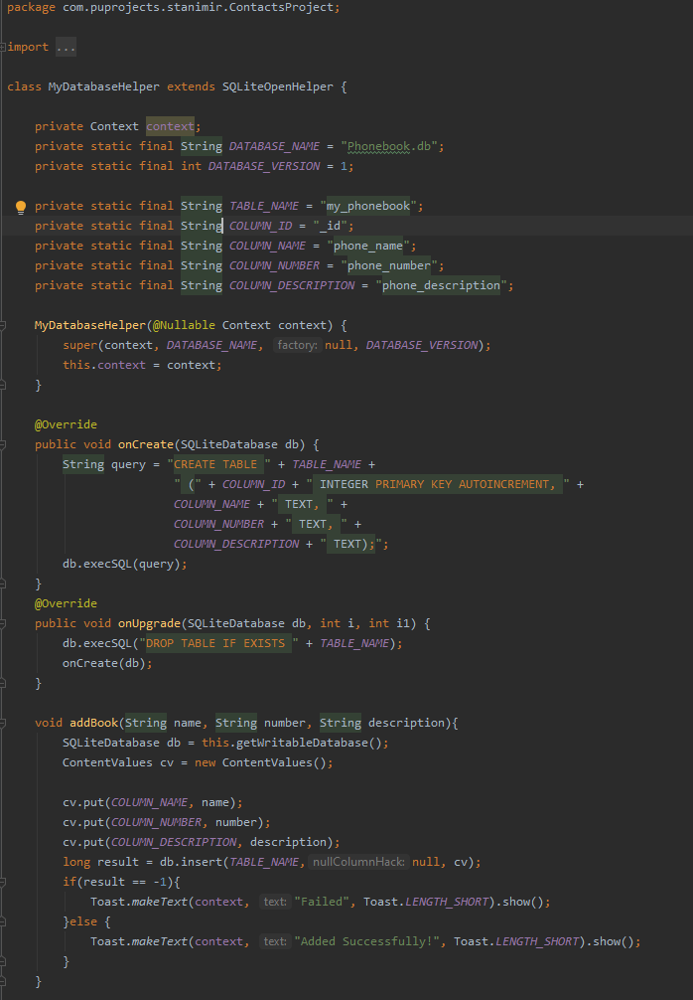 package com.puprojects.stanimir.ContactsProject;
import ...
class MyDatabaseHelper extends SQLiteOpenHelper {
private Context context;
private static final String DATABASE_NAME = "Phonebook.db";
private static final int DATABASE_VERSION = 1;
private static final String TABLE_NAME = "my_phonebook";
private static final String COLUMN_ID = "_id";
private static final String COLUMN_NAME = "phone_name";
private static final String COLUMN_NUMBER = "phone_number";
private static final String COLUMN_DESCRIPTION = "phone_description";
MyDatabaseHelper(@Nullable Context context) {
super(context, DATABASE_NAME, factory: null, DATABASE_VERSION);
this.context = context;
}
@Override
public void onCreate(SQLiteDatabase db) {
String query = "CREATE TABLE " + TABLE_NAME +
" (" + COLUMN_ID + " INTEGER PRIMARY KEY AUTOINCREMENT, " +
COLUMN_NAME + " TEXT, " +
COLUMN_NUMBER + " TEXT, " +
COLUMN_DESCRIPTION + " TEXT);";
db.execSQL(query);
}
@Override
public void onUpgrade(SQLiteDatabase db, int i, int i1) {
db.execSQL("DROP TABLE IF EXISTS " + TABLE_NAME);
onCreate(db);
}
void addBook(String name, String number, String description){
SQLiteDatabase db = this.getWritableDatabase();
ContentValues cv = new ContentValues();
cv.put(COLUMN_NAME, name);
cv.put(COLUMN_NUMBER, number);
cv.put(COLUMN_DESCRIPTION, description);
long result = db.insert(TABLE_NAME, nullColumnHack: null, cv);
if(result == -1){
Toast.makeText(context, text: "Failed", Toast.LENGTH_SHORT).show();
}else {
Toast.makeText(context, text: "Added Successfully!", Toast.LENGTH_SHORT).show();
}
}